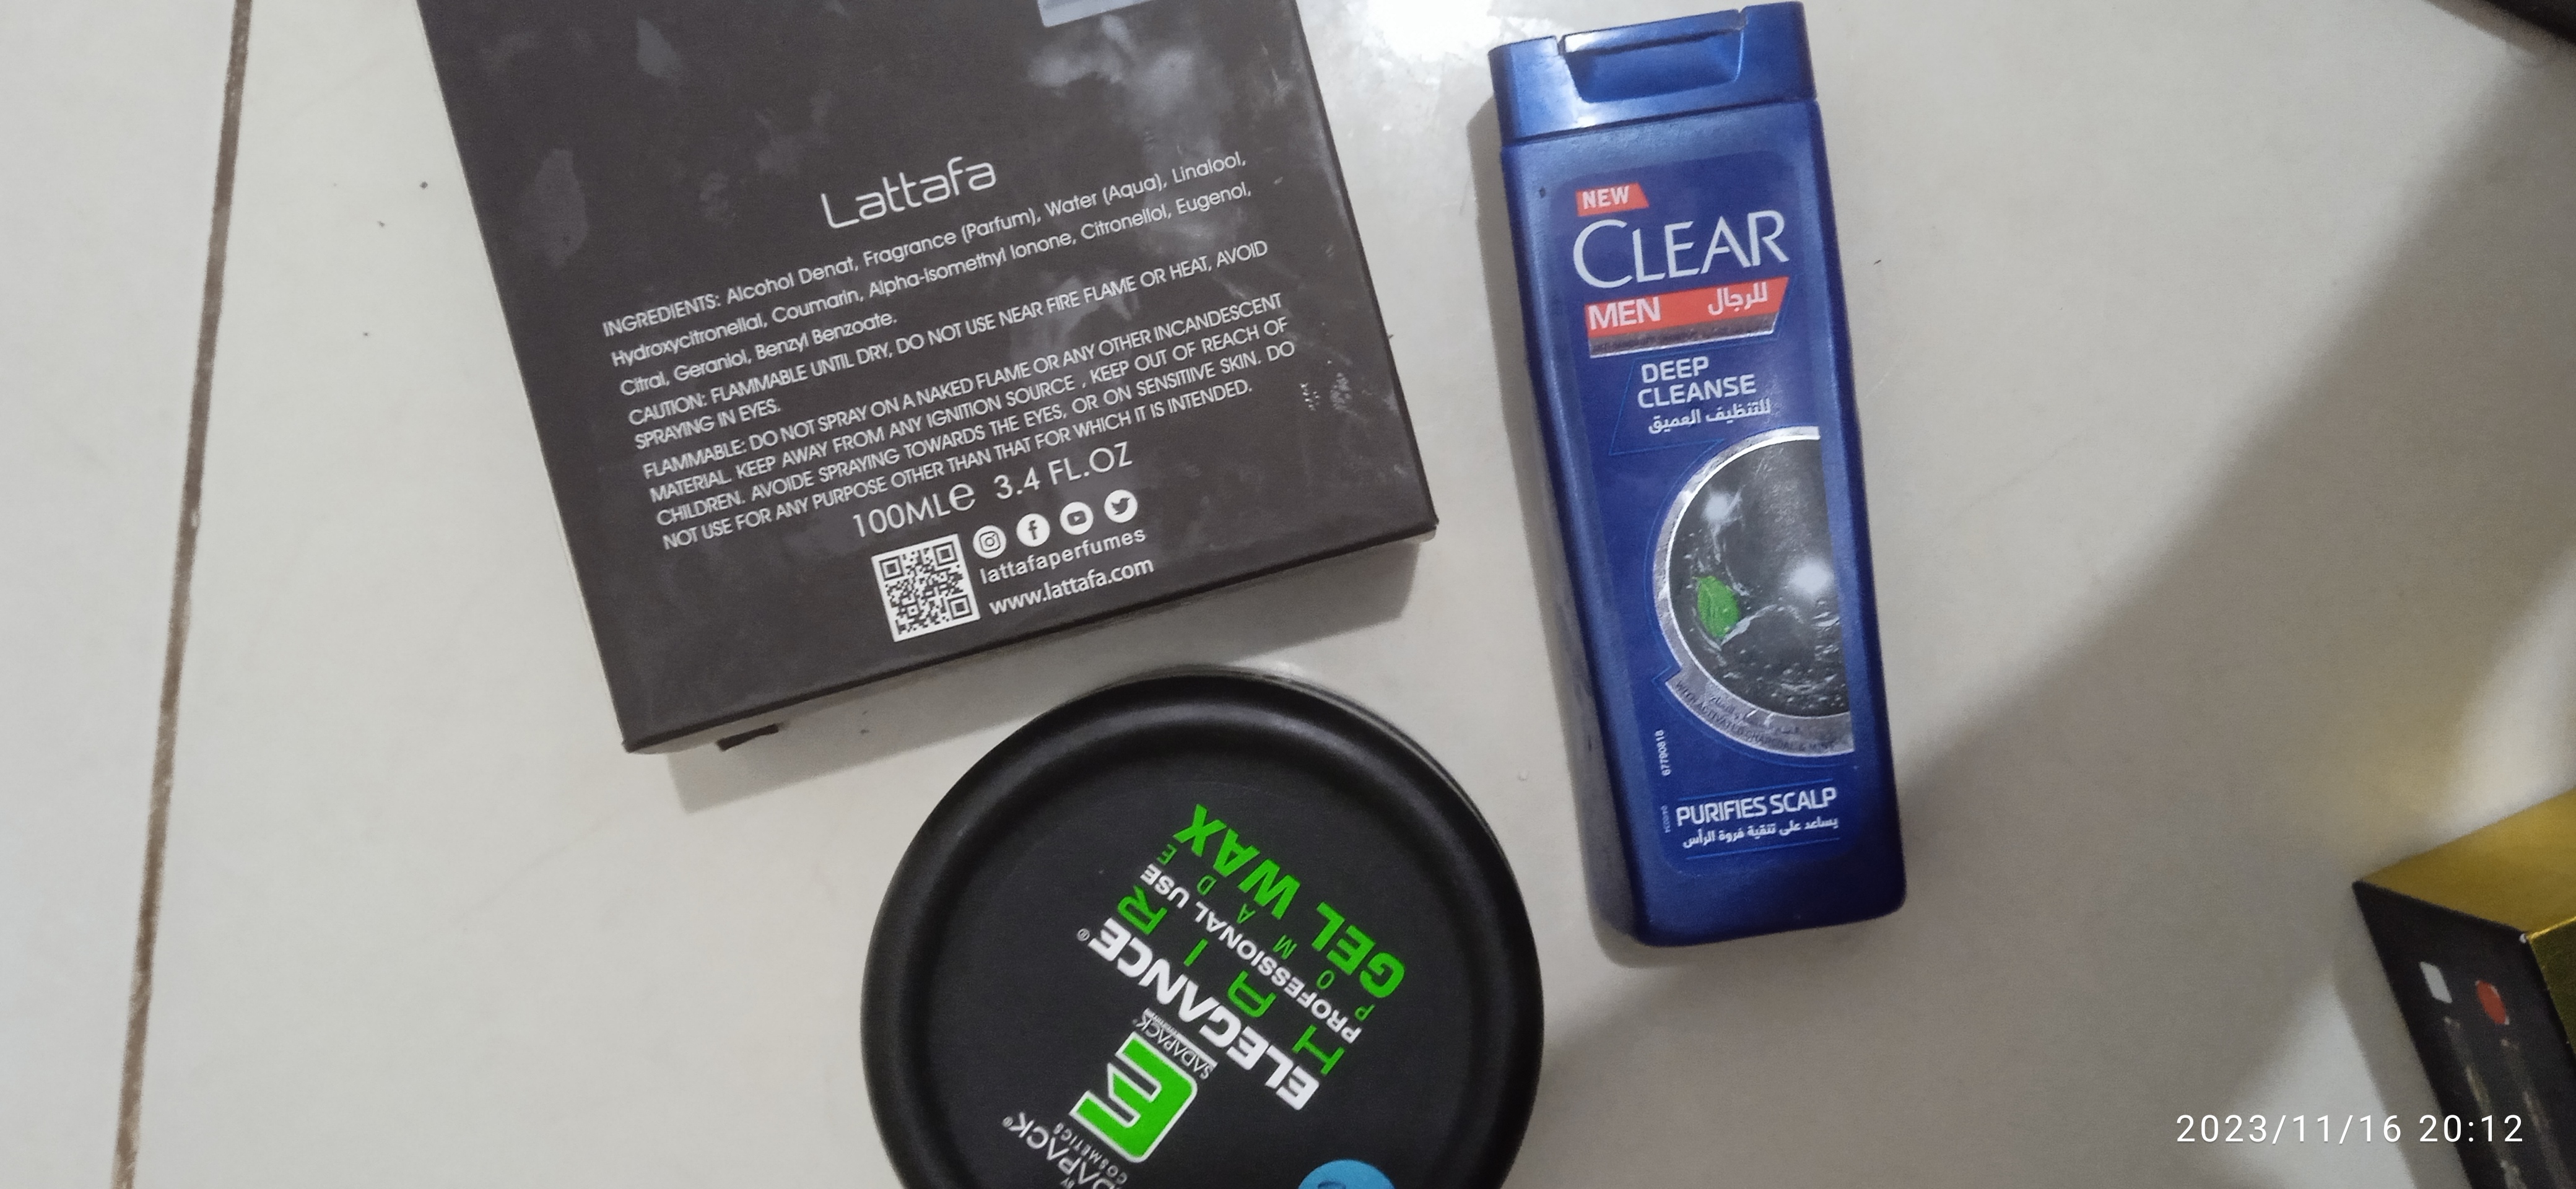 Lattafa
INGREDIENTS: Alcohol Denat, Fragrance (Parfum), Water (Aqua), Linalool,
Hydroxycitronellal, Coumarin, Alpha-Isomethyl Ionone, Citronellol, Eugenol,
Citral, Geraniol, Benzyl Benzoate.
CAUTION: FLAMMABLE UNTIL DRY, DO NOT USE NEAR FIRE FLAME OR HEAT, AVOID
SPRAYING IN EYES.
FLAMMABLE: DO NOT SPRAY ON A NAKED FLAME OR ANY OTHER INCANDESCENT
MATERIAL. KEEP AWAY FROM ANY IGNITION SOURCE , KEEP OUT OF REACH OF
CHILDREN. AVOIDE SPRAYING TOWARDS THE EYES, OR ON SENSITIIVE SKIN. DO
NOT USE FOR ANY PURPOSE OTHER THAN THAT FOR WHICH IT IS INTENDED.
100MLe 3.4 FL.OZ
lattafaperfumes
www.lattafa.com
NEW
CLEAR
MEN للرجال
DEEP
CLEANSE
للتنظيف العميق
WITH ACTIVATED CHARCOAL & MINT
67790818
PURIFIES SCALP
يساعد على تنقية فروة الرأس
COSMETICS
E
SADAPACK
ELEGANCE®
HAIR
PROFESSIONAL USE
POMADE
GEL WAX
2023/11/16 20:12